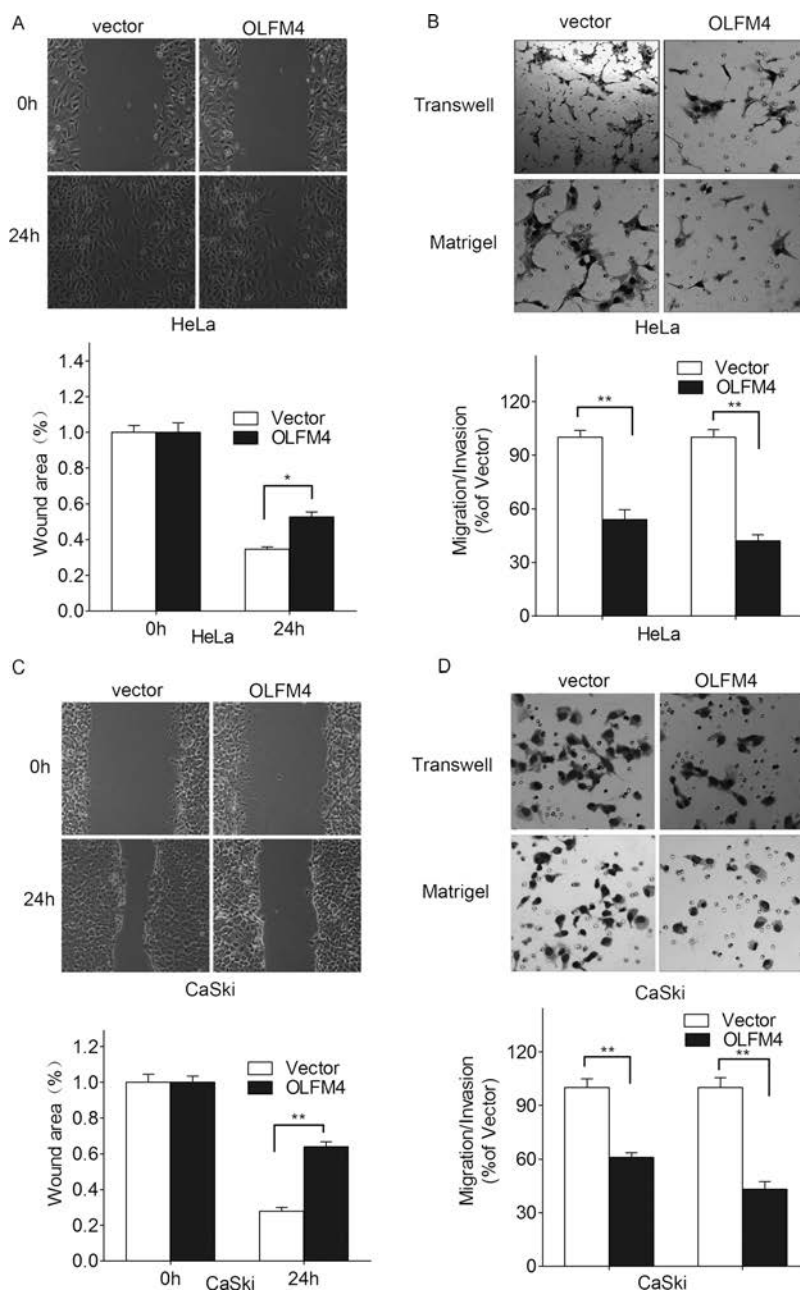 A
vector OLFM4
0h
24h
HeLa
1.4
1.2
1.0
0.8
0.6
0.4
0.2
0.0
Wound area (%)
Vector
OLFM4
*
0h 24h
HeLa
B
vector OLFM4
Transwell
Matrigel
HeLa
120
90
60
30
0
Migration/Invasion
(%of Vector)
Vector
OLFM4
** **
HeLa
C
vector OLFM4
0h
24h
CaSki
1.2
1.0
0.8
0.6
0.4
0.2
0.0
Wound area (%)
Vector
OLFM4
**
0h 24h
CaSki
D
vector OLFM4
Transwell
Matrigel
CaSki
120
90
60
30
0
Migration/Invasion
(%of Vector)
Vector
OLFM4
** **
CaSki